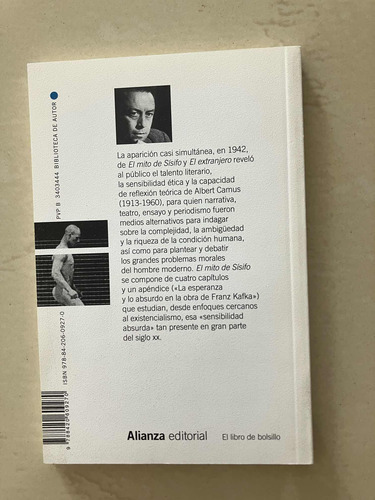 La aparición casi simultánea, en 1942,
de El mito de Sísifo y El extranjero reveló
al público el talento literario,
la sensibilidad ética y la capacidad
de reflexión teórica de Albert Camus
(1913-1960), para quien narrativa,
teatro, ensayo y periodismo fueron
medios alternativos para indagar
sobre la complejidad, la ambigüedad
y la riqueza de la condición humana,
así como para plantear y debatir
los grandes problemas morales
del hombre moderno. El mito de Sísifo
se compone de cuatro capítulos
y un apéndice («La esperanza
y lo absurdo en la obra de Franz Kafka»)
que estudian, desde enfoques cercanos
al existencialismo, esa «sensibilidad
absurda» tan presente en gran parte
del siglo XX.
PVP B 3403444 BIBLIOTECA DE AUTOR
ISBN 978-84-206-0927-0
9 788420 609270
Alianza editorial
El libro de bolsillo